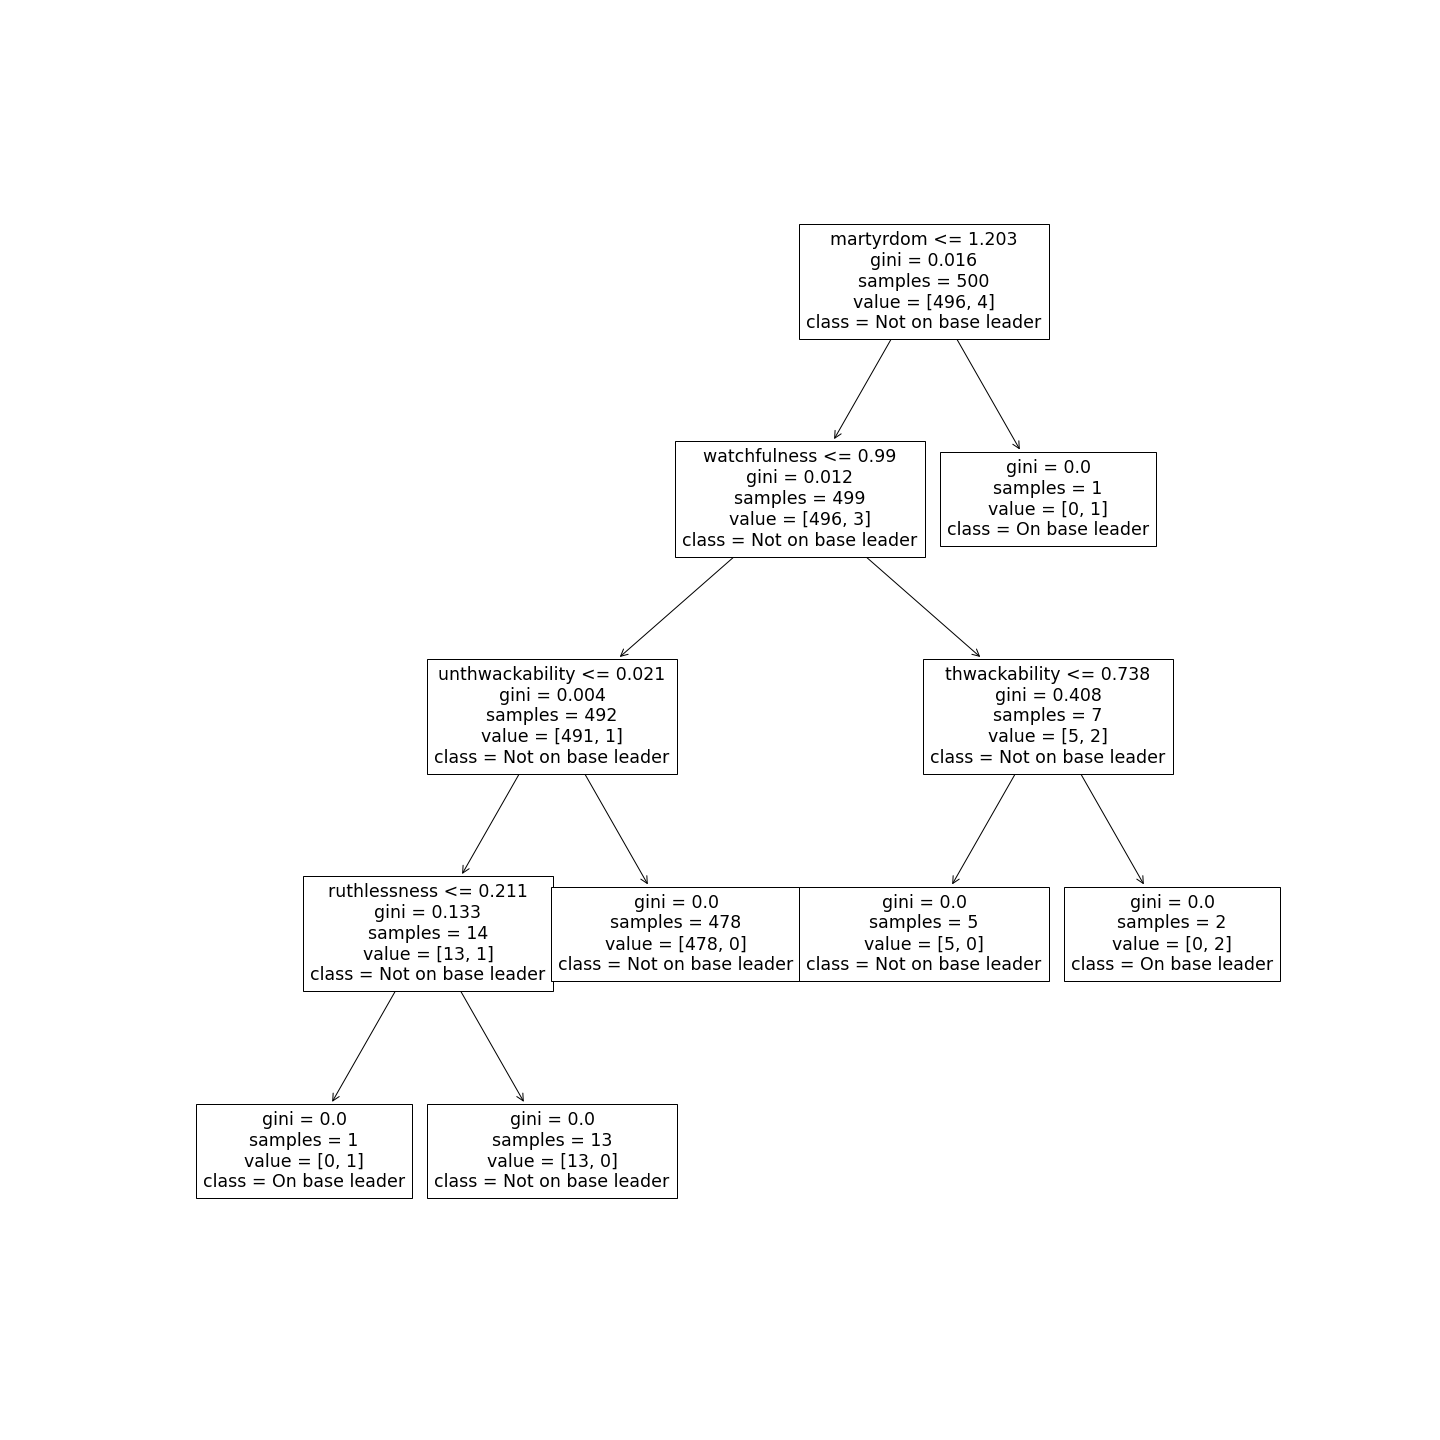 martyrdom <= 1.203
gini = 0.016
samples = 500
value = [496, 4]
class = Not on base leader
watchfulness <= 0.99
gini = 0.012
samples = 499
value = [496, 3]
class = Not on base leader
gini = 0.0
samples = 1
value = [0, 1]
class = On base leader
unthwackability <= 0.021
gini = 0.004
samples = 492
value = [491, 1]
class = Not on base leader
thwackability <= 0.738
gini = 0.408
samples = 7
value = [5, 2]
class = Not on base leader
ruthlessness <= 0.211
gini = 0.133
samples = 14
value = [13, 1]
class = Not on base leader
gini = 0.0
samples = 478
value = [478, 0]
class = Not on base leader
gini = 0.0
samples = 5
value = [5, 0]
class = Not on base leader
gini = 0.0
samples = 2
value = [0, 2]
class = On base leader
gini = 0.0
samples = 1
value = [0, 1]
class = On base leader
gini = 0.0
samples = 13
value = [13, 0]
class = Not on base leader